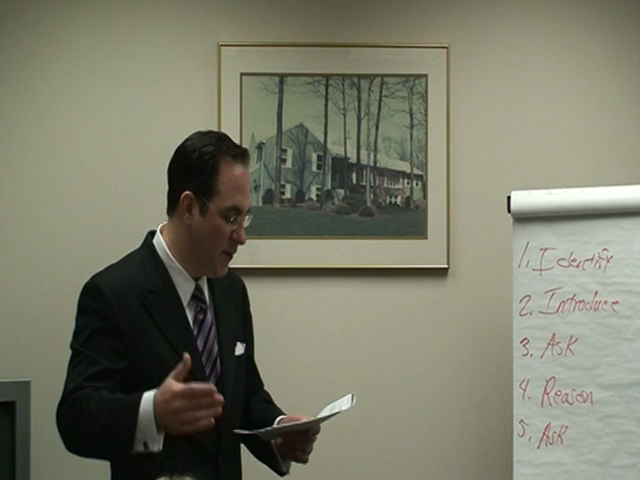 1. Identify
2. Introduce
3. Ask
4. Reason
5. Ask